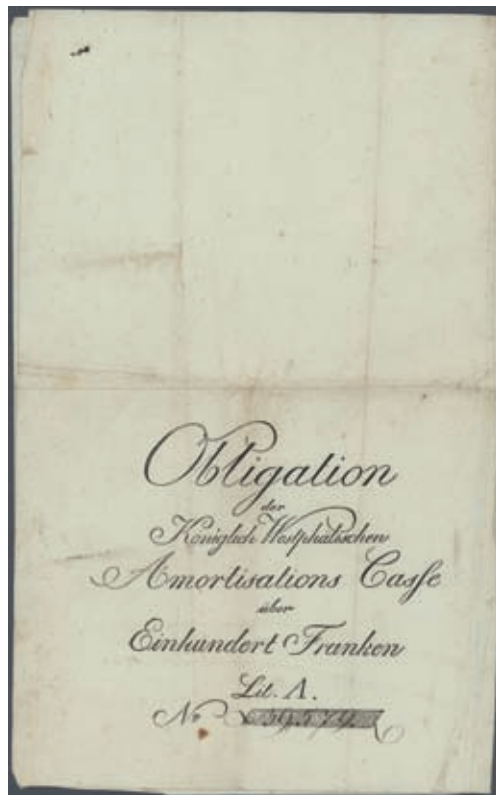 Obligation
der
Königlich Westphälischen
Amortisations Casse
über
Einhundert Franken
Lit. A.
No